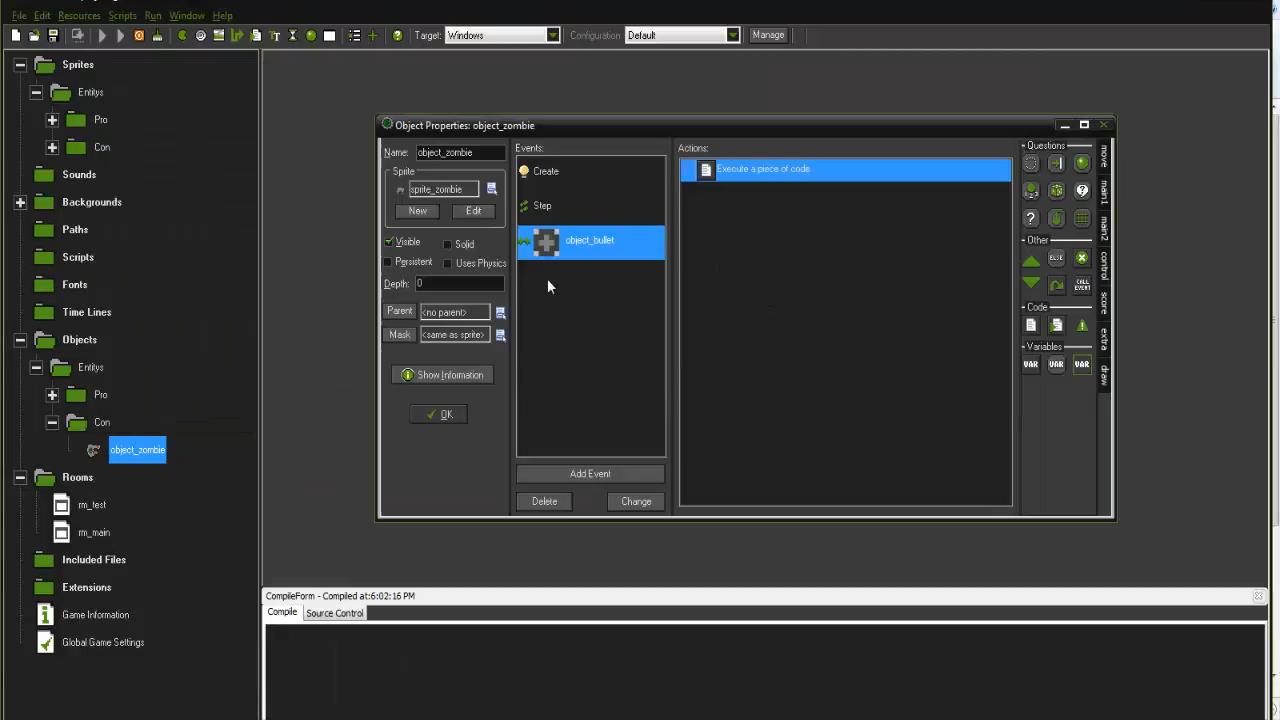 File Edit Resources Scripts Run Window Help
Target: Windows Configuration: Default Manage
Sprites
Entitys
Pro
Con
Sounds
Backgrounds
Paths
Scripts
Fonts
Time Lines
Objects
Entitys
Pro
Con
object_zombie
Rooms
rm_test
rm_main
Included Files
Extensions
Game Information
Global Game Settings
Object Properties: object_zombie
Name: object_zombie
Sprite
sprite_zombie
New Edit
Visible Solid
Persistent Uses Physics
Depth: 0
Parent <no parent>
Mask <same as sprite>
Show Information
OK
Events:
Create
Step
object_bullet
Add Event
Delete Change
Actions:
Execute a piece of code
Questions
Other
ELSE
CALL EVENT
Code
Variables
VAR VAR VAR
move
main1
main2
control
score
extra
draw
CompileForm - Compiled at:6:02:16 PM
Compile Source Control